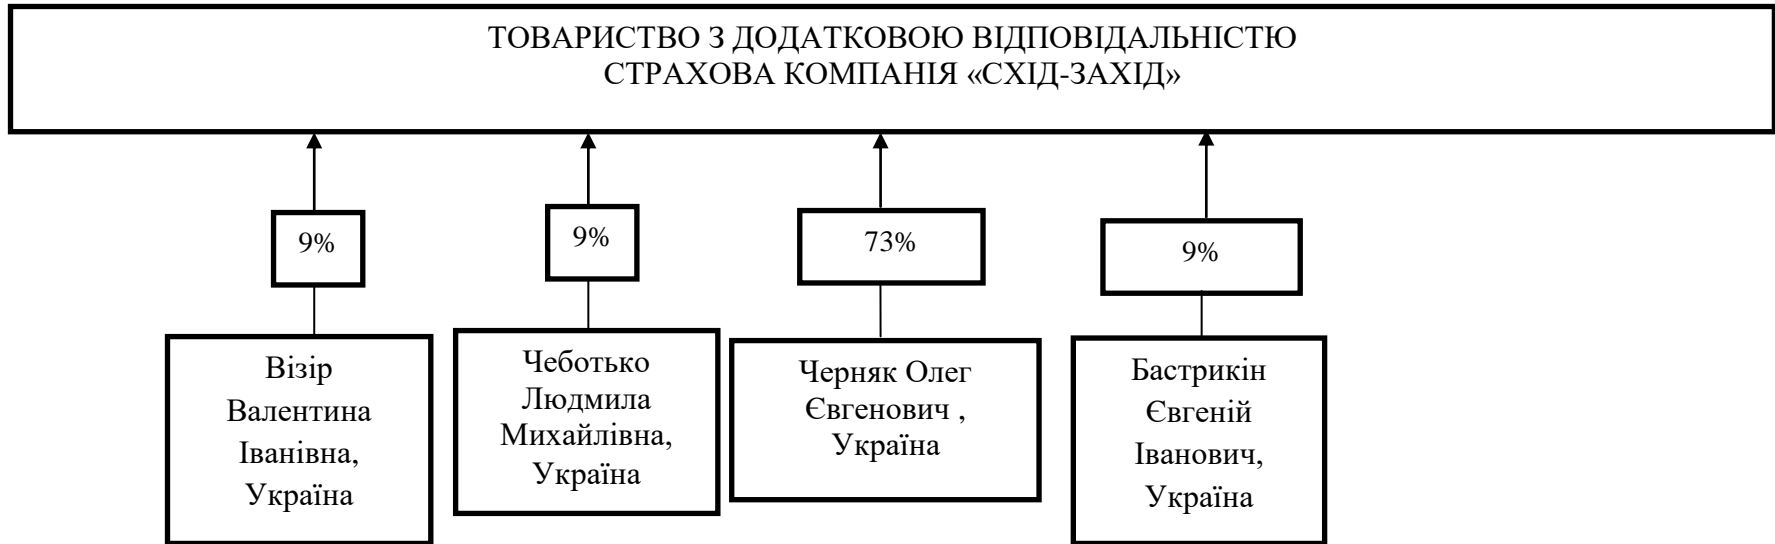 ТОВАРИСТВО З ДОДАТКОВОЮ ВІДПОВІДАЛЬНІСТЮ
СТРАХОВА КОМПАНІЯ «СХІД-ЗАХІД»
9%
9%
73%
9%
Візір
Валентина
Іванівна,
Україна
Чеботько
Людмила
Михайлівна,
Україна
Черняк Олег
Євгенович ,
Україна
Бастрикін
Євгеній
Іванович,
Україна